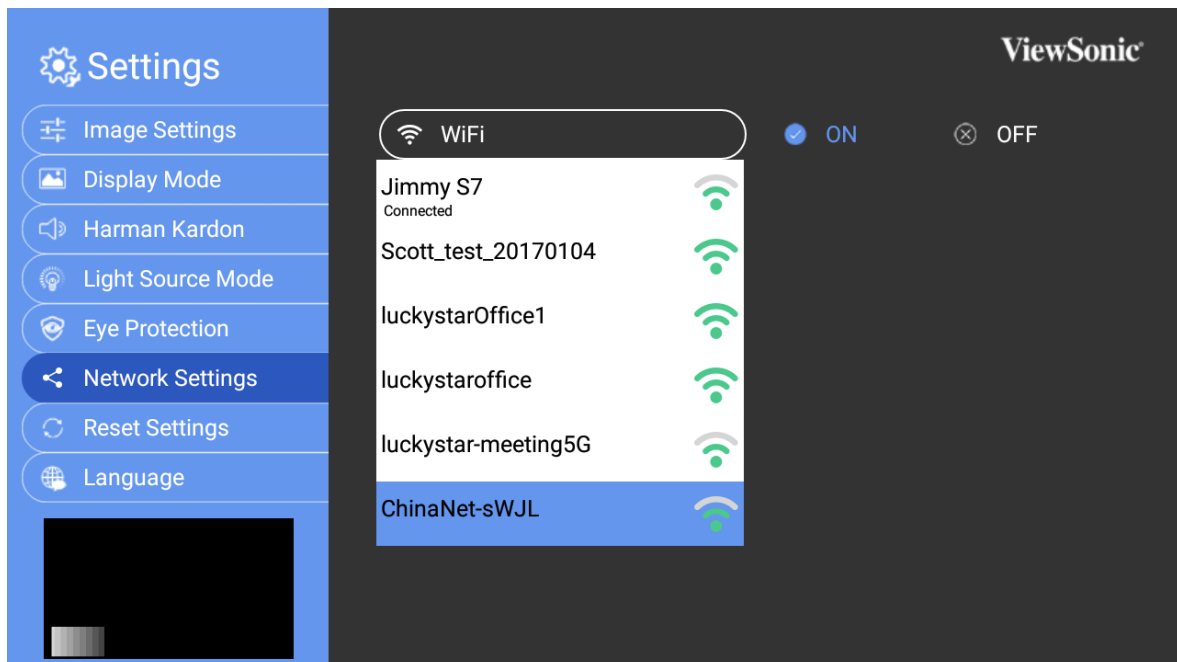 Settings
ViewSonic
Image Settings
Display Mode
Harman Kardon
Light Source Mode
Eye Protection
Network Settings
Reset Settings
Language
WiFi
ON
OFF
Jimmy S7
Connected
Scott_test_20170104
luckystarOffice1
luckystaroffice
luckystar-meeting5G
ChinaNet-sWJL